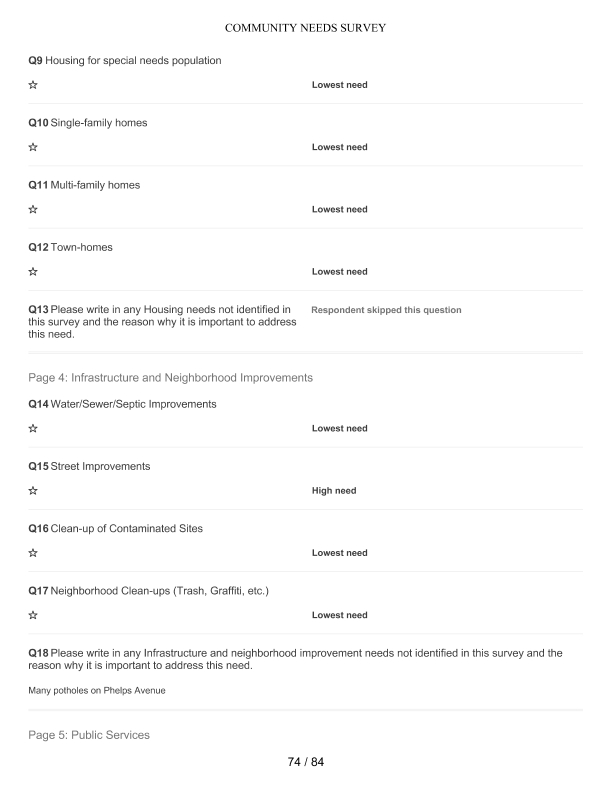 COMMUNITY NEEDS SURVEY
Q9 Housing for special needs population
☆ Lowest need
Q10 Single-family homes
☆ Lowest need
Q11 Multi-family homes
☆ Lowest need
Q12 Town-homes
☆ Lowest need
Q13 Please write in any Housing needs not identified in
this survey and the reason why it is important to address
this need.
Respondent skipped this question
Page 4: Infrastructure and Neighborhood Improvements
Q14 Water/Sewer/Septic Improvements
☆ Lowest need
Q15 Street Improvements
☆ High need
Q16 Clean-up of Contaminated Sites
☆ Lowest need
Q17 Neighborhood Clean-ups (Trash, Graffiti, etc.)
☆ Lowest need
Q18 Please write in any Infrastructure and neighborhood improvement needs not identified in this survey and the
reason why it is important to address this need.
Many potholes on Phelps Avenue
Page 5: Public Services
74 / 84